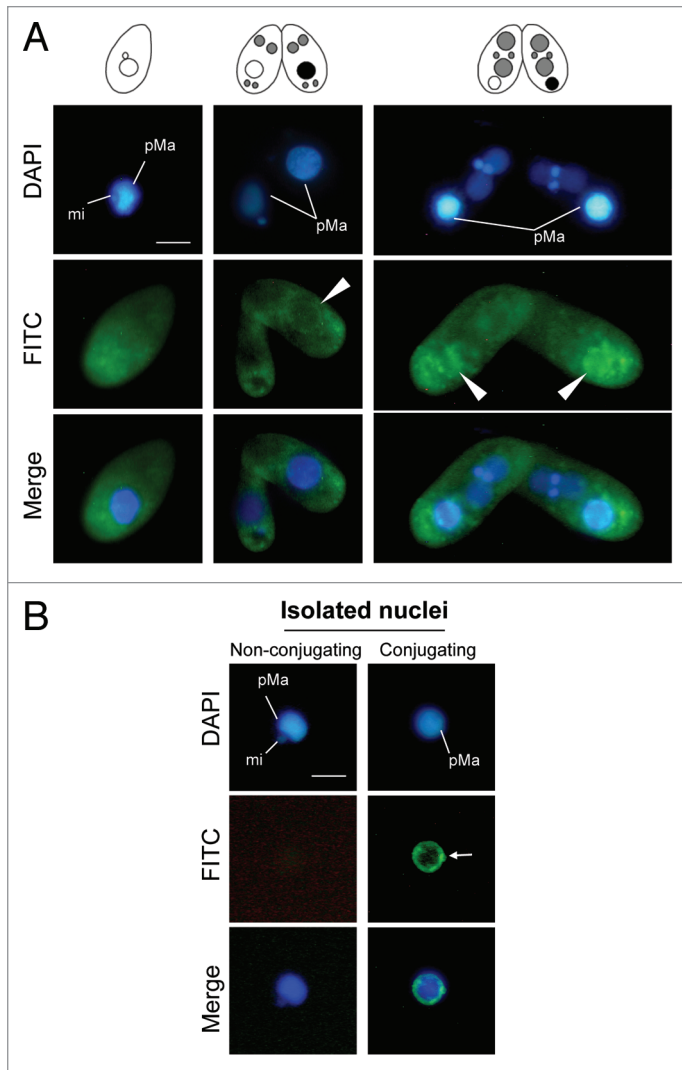 A
DAPI
pMa
mi
pMa
pMa
FITC
Merge
B
Isolated nuclei
Non-conjugating Conjugating
DAPI
pMa
mi
pMa
FITC
Merge